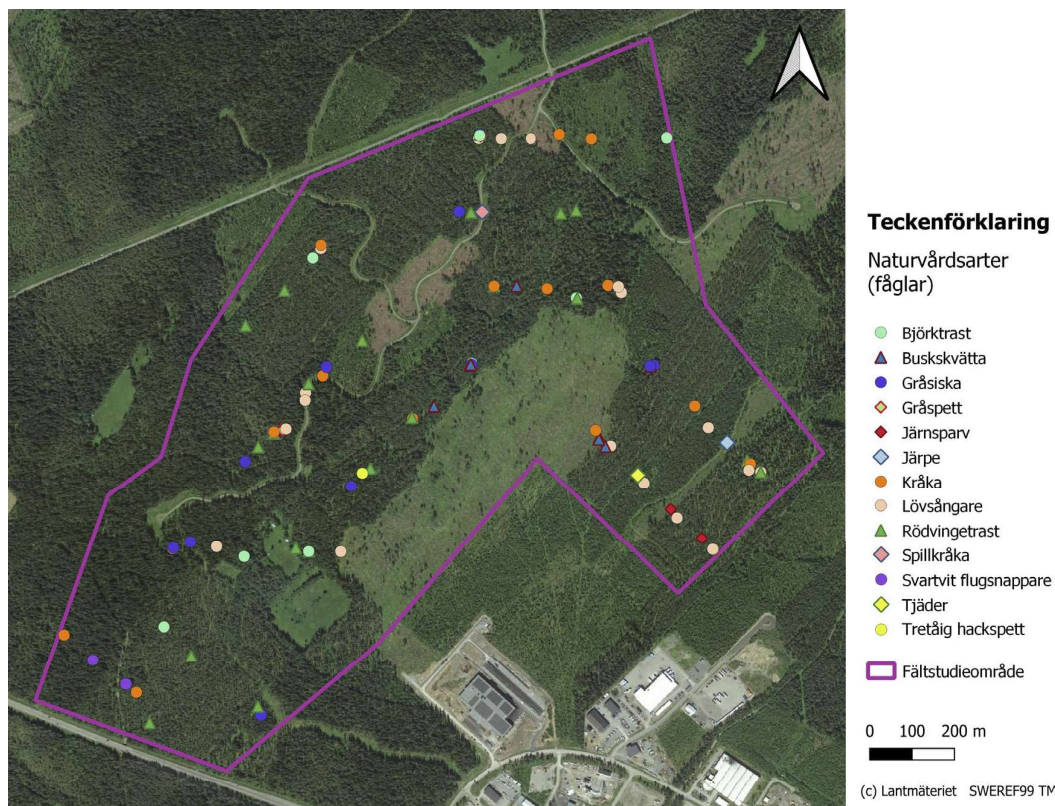 Teckenförklaring
Naturvårdsarter
(fåglar)
Björktrast
Buskskvätta
Gråsiska
Gråspett
Järnsparv
Järpe
Kråka
Lövsångare
Rödvingetrast
Spillkråka
Svartvit flugsnappare
Tjäder
Tretåig hackspett
Fältstudieområde
0 100 200 m
(c) Lantmäteriet SWEREF99 TM